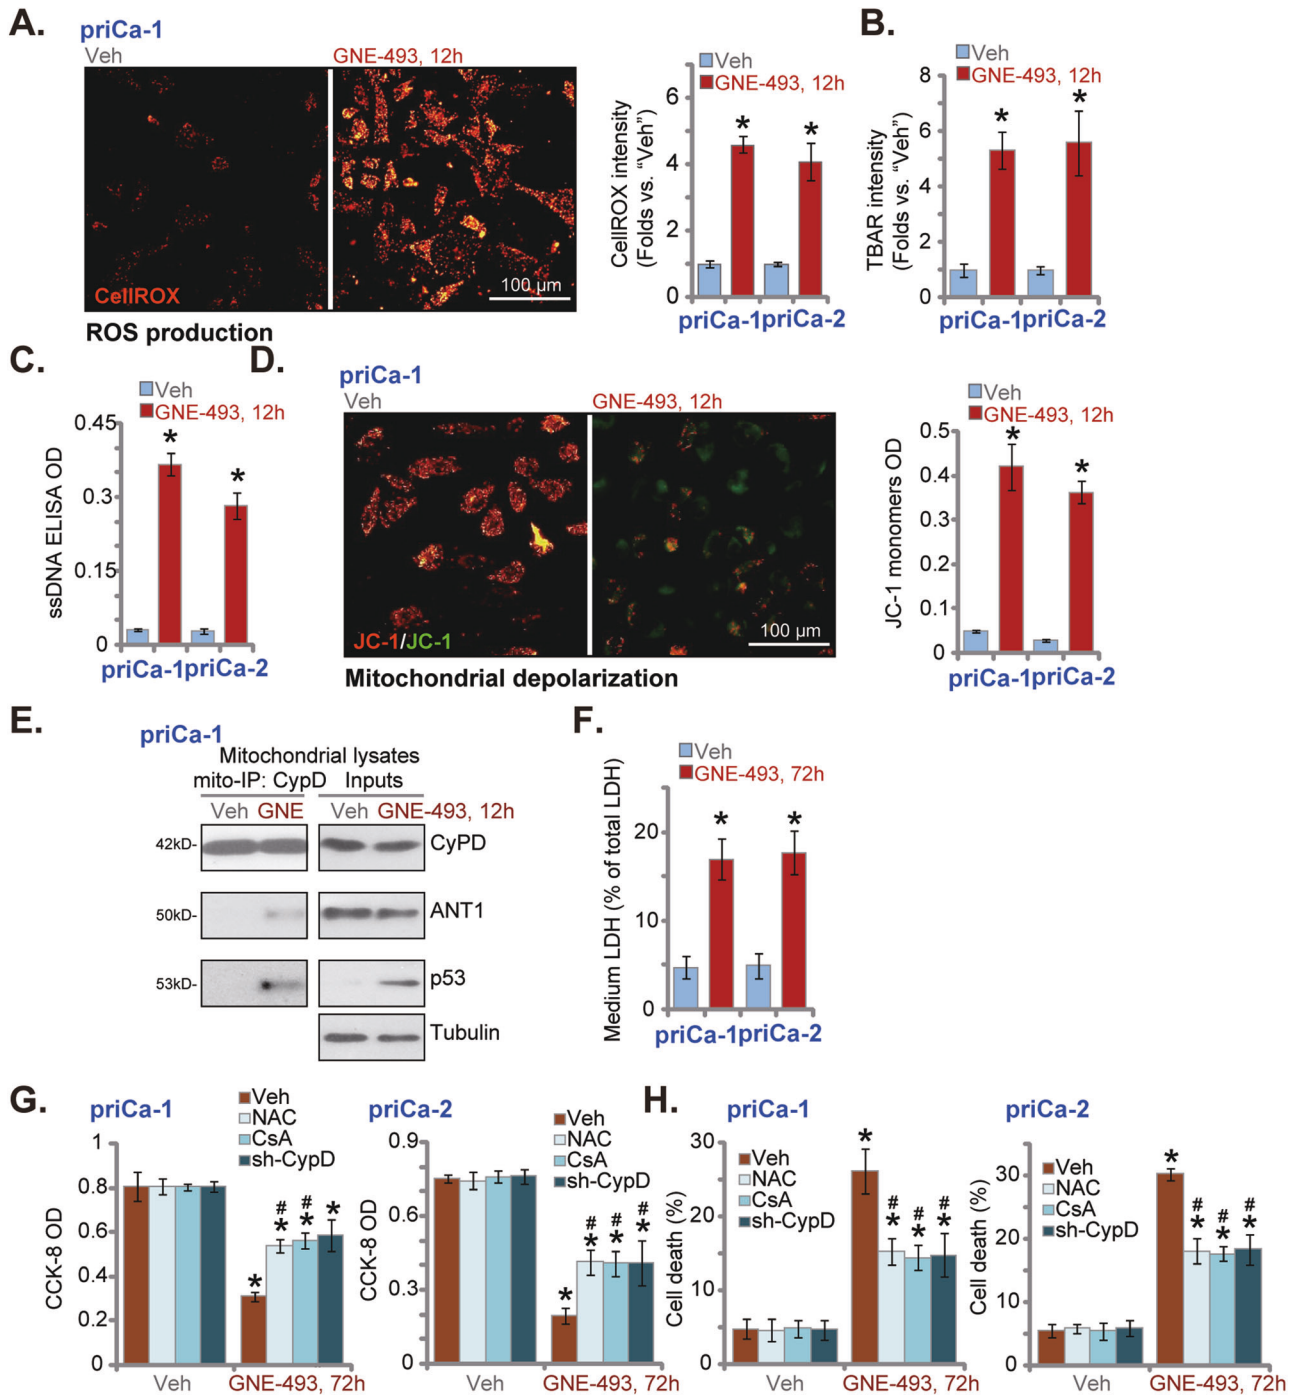 A.
priCa-1
Veh
GNE-493, 12h
CellROX
100 µm
ROS production
Veh
GNE-493, 12h
CellROX intensity
(Folds vs. “Veh”)
6
4
2
0
priCa-1 priCa-2
B.
Veh
GNE-493, 12h
TBAR intensity
(Folds vs. “Veh”)
8
6
4
2
0
* *
* *
priCa-1 priCa-2
C.
Veh
GNE-493, 12h
ssDNA ELISA OD
0.45
0.3
0.15
0
* *
priCa-1 priCa-2
D.
priCa-1
Veh
GNE-493, 12h
JC-1/JC-1
100 µm
Mitochondrial depolarization
Veh
GNE-493, 12h
JC-1 monomers OD
0.5
0.4
0.3
0.2
0.1
0
* *
priCa-1 priCa-2
E.
priCa-1
Mitochondrial lysates
mito-IP: CypD Inputs
Veh GNE Veh GNE-493, 12h
42kD- CyPD
50kD- ANT1
53kD- p53
Tubulin
F.
Veh
GNE-493, 72h
Medium LDH (% of total LDH)
20
10
0
* *
priCa-1 priCa-2
G.
priCa-1
Veh
NAC
CsA
sh-CypD
CCK-8 OD
1
0.8
0.6
0.4
0.2
0
# #
* * * *
Veh GNE-493, 72h
priCa-2
Veh
NAC
CsA
sh-CypD
CCK-8 OD
0.9
0.6
0.3
0
# # #
* * * *
Veh GNE-493, 72h
H.
priCa-1
Veh
NAC
CsA
sh-CypD
Cell death (%)
30
20
10
0
# # #
* * * *
Veh GNE-493, 72h
priCa-2
Veh
NAC
CsA
sh-CypD
Cell death (%)
30
20
10
0
# # #
* * * *
Veh GNE-493, 72h